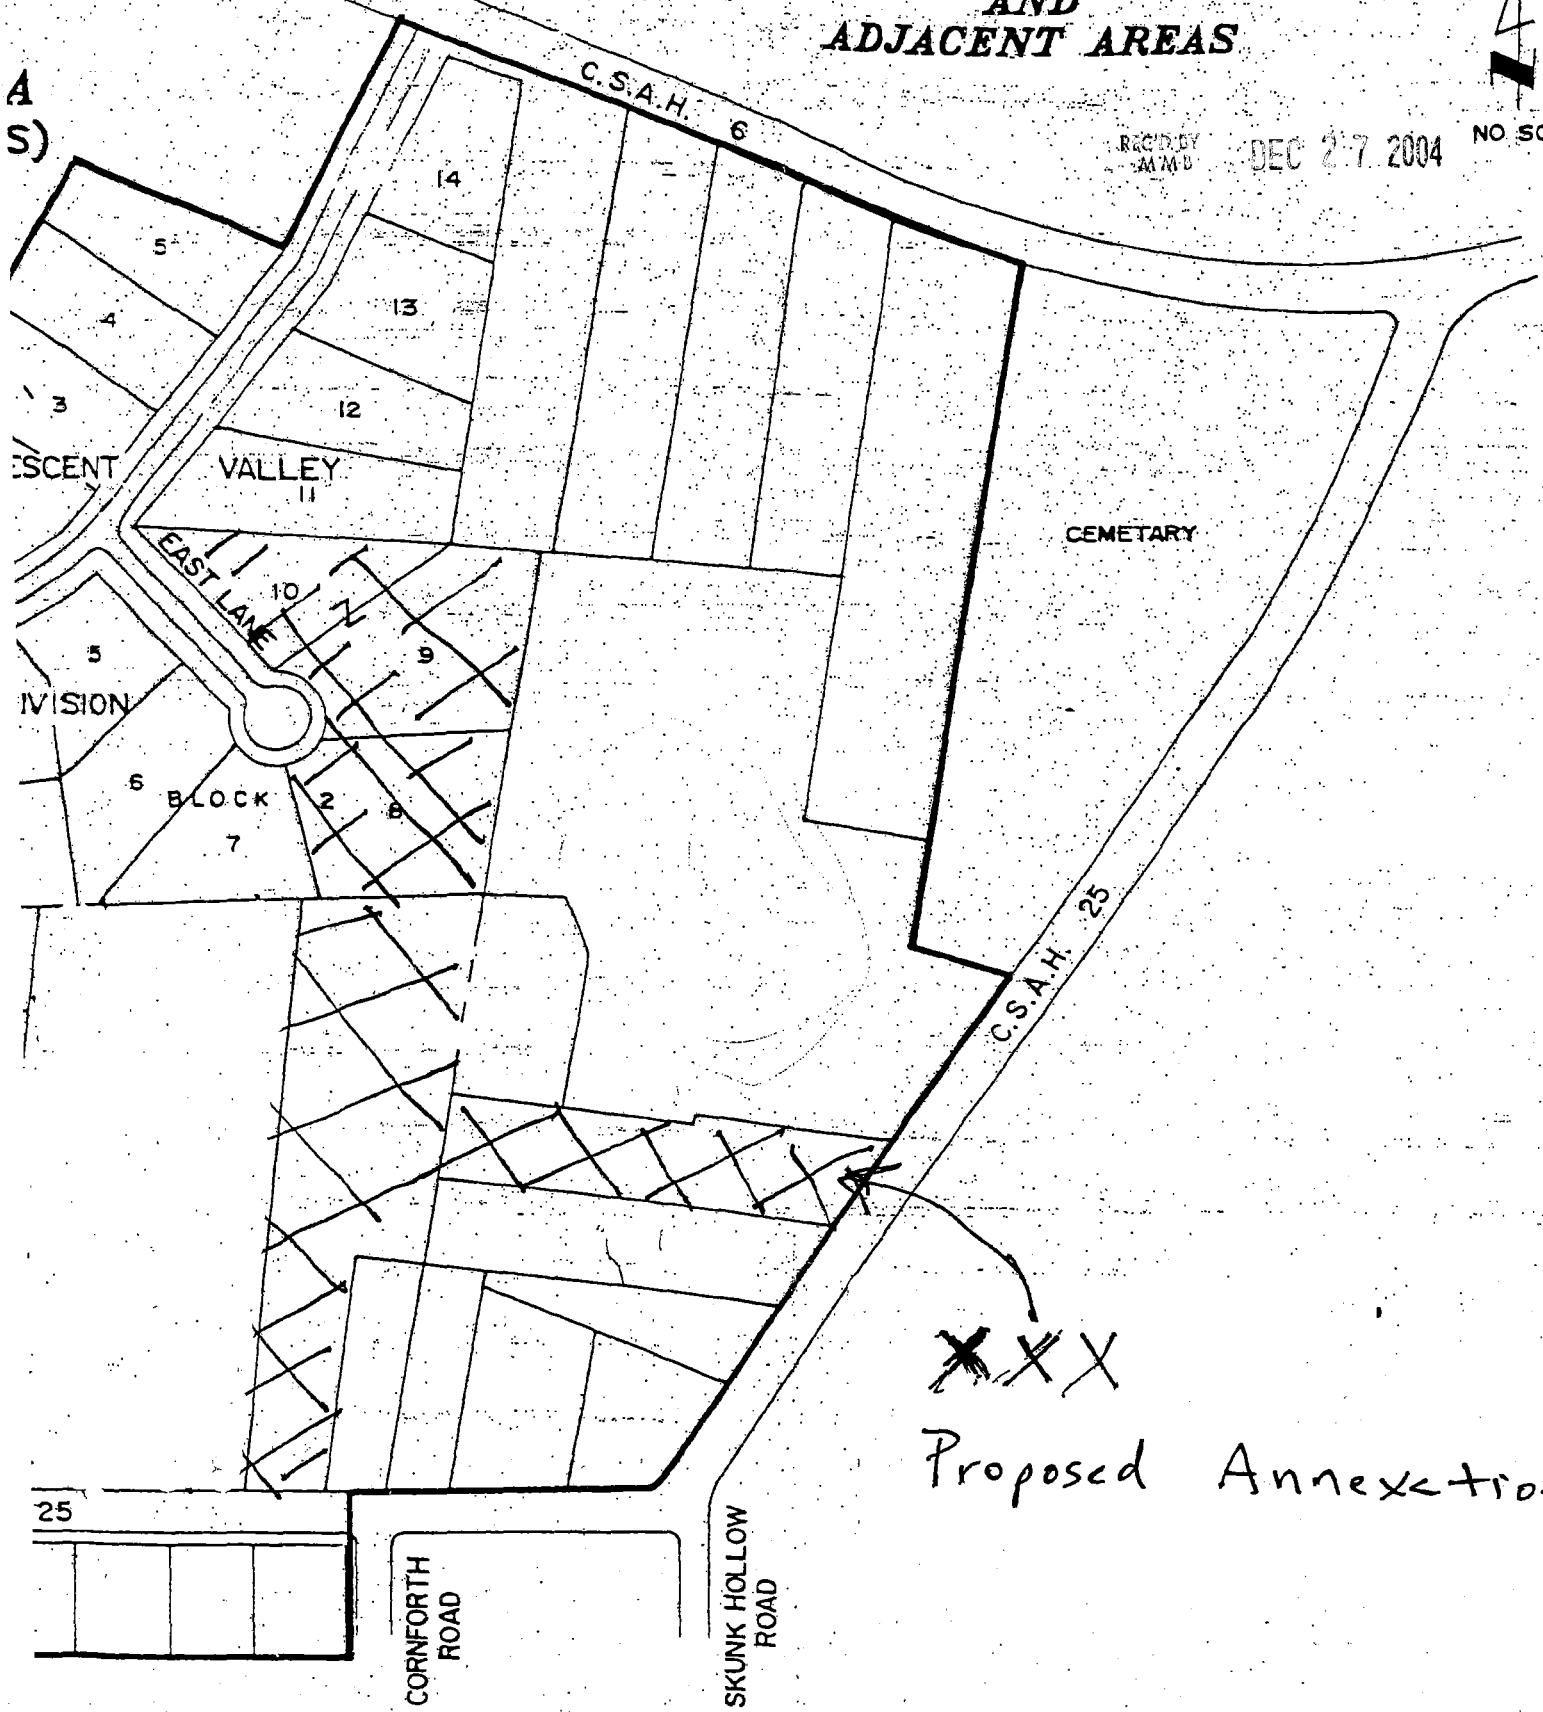 AND
ADJACENT AREAS
14
A
S)
C.S.A.H. 6
REC'D BY
MMB
DEC 27 2004
NO SC
14
5
13
4
12
3
ESCENT
VALLEY
11
CEMETARY
EAST LANE
10
9
5
IVISION
6
BLOCK 2
8
7
C.S.A.H. 25
XXX
Proposed Annexatio
25
CORNFORTH
ROAD
SKUNK HOLLOW
ROAD